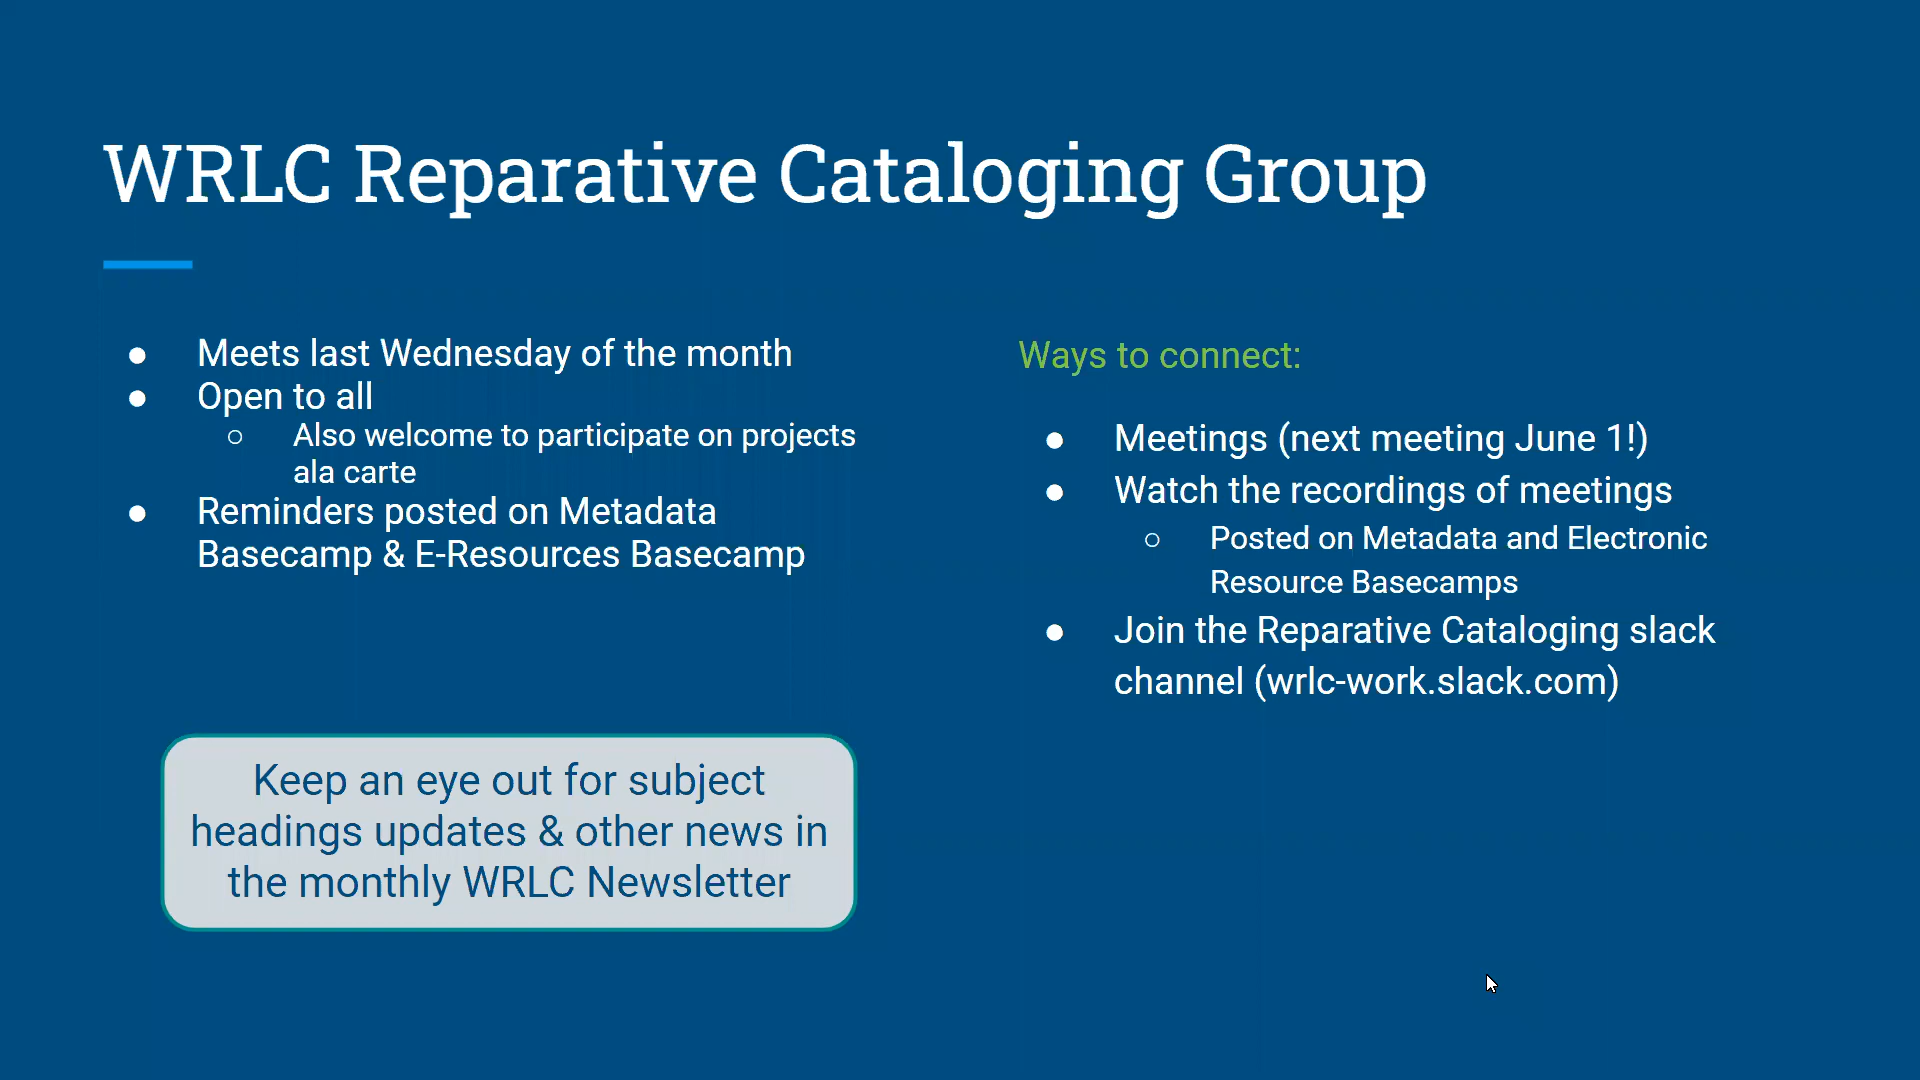 WRLC Reparative Cataloging Group
● Meets last Wednesday of the month
● Open to all
○ Also welcome to participate on projects
ala carte
● Reminders posted on Metadata
Basecamp & E-Resources Basecamp
Keep an eye out for subject
headings updates & other news in
the monthly WRLC Newsletter
Ways to connect:
● Meetings (next meeting June 1!)
● Watch the recordings of meetings
○ Posted on Metadata and Electronic
Resource Basecamps
● Join the Reparative Cataloging slack
channel (wrlc-work.slack.com)